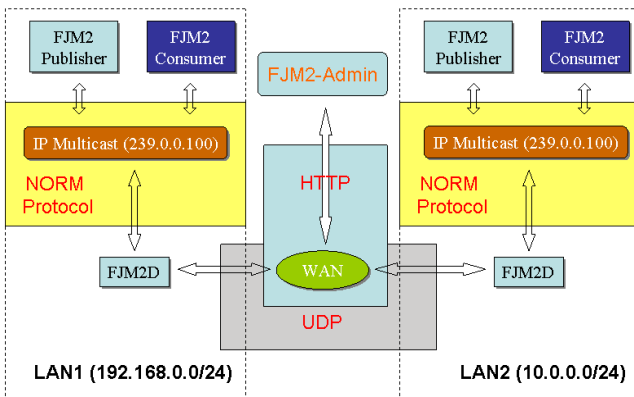 FJM2
Publisher
FJM2
Consumer
FJM2-Admin
FJM2
Publisher
FJM2
Consumer
IP Multicast (239.0.0.100)
NORM
Protocol
HTTP
IP Multicast (239.0.0.100)
NORM
Protocol
FJM2D
WAN
FJM2D
UDP
LAN1 (192.168.0.0/24)
LAN2 (10.0.0.0/24)